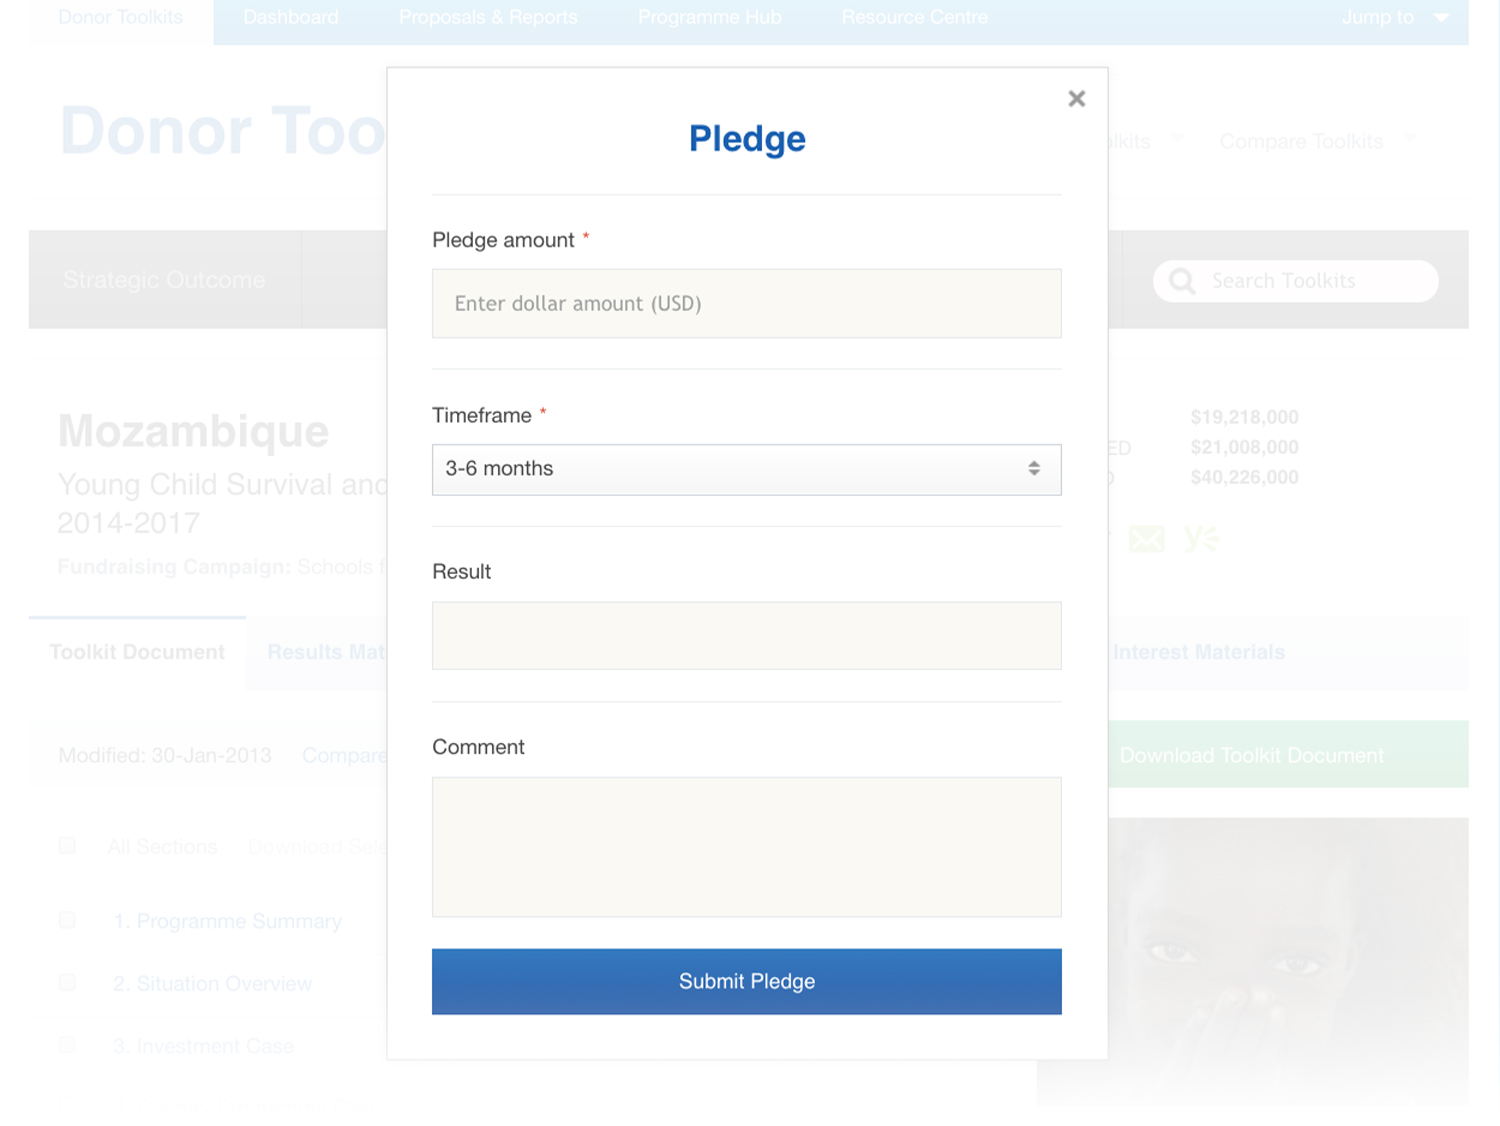 Donor Toolkits Dashboard Proposals & Reports Programme Hub Resource Centre Jump to
Donor Too
olkits Compare Toolkits
Strategic Outcome
Search Toolkits
Mozambique
Young Child Survival and
2014-2017
Fundraising Campaign: Schools f
$19,218,000
ED $21,008,000
$40,226,000
Toolkit Document Results Mat Interest Materials
Modified: 30-Jan-2013 Compare
Download Toolkit Document
All Sections Download Sele
1. Programme Summary
2. Situation Overview
3. Investment Case
Pledge
Pledge amount *
Enter dollar amount (USD)
Timeframe *
3-6 months
Result
Comment
Submit Pledge